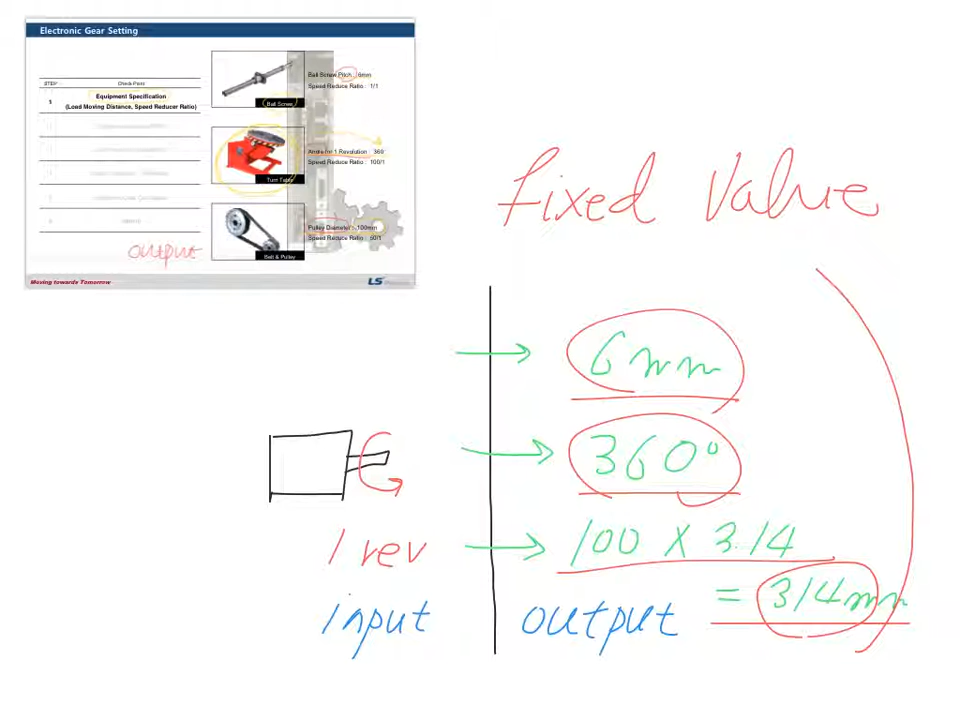 Electronic Gear Setting
STEP
Check Point
1
Equipment Specification
(Load Moving Distance, Speed Reducer Ratio)
Ball Screw
Ball Screw Pitch : 6mm
Speed Reduce Ratio : 1/1
Turn Table
Angle for 1 Revolution : 360
Speed Reduce Ratio : 100/1
Belt & Pulley
Pulley Diameter : 100mm
Speed Reduce Ratio : 50/1
output
Moving towards Tomorrow
LS
fixed Value
6mm
360°
1 rev
100 X 3.14
= 314mm
input
output